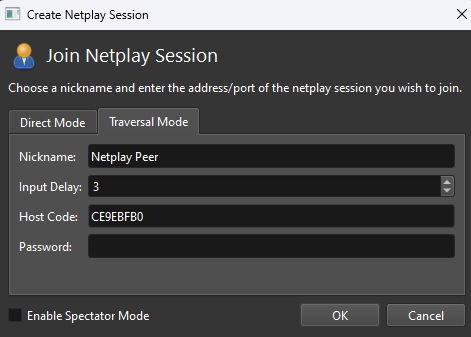 Create Netplay Session
Join Netplay Session
Choose a nickname and enter the address/port of the netplay session you wish to join.
Direct Mode
Traversal Mode
Nickname: Netplay Peer
Input Delay: 3
Host Code: CE9EBFB0
Password:
Enable Spectator Mode
OK
Cancel